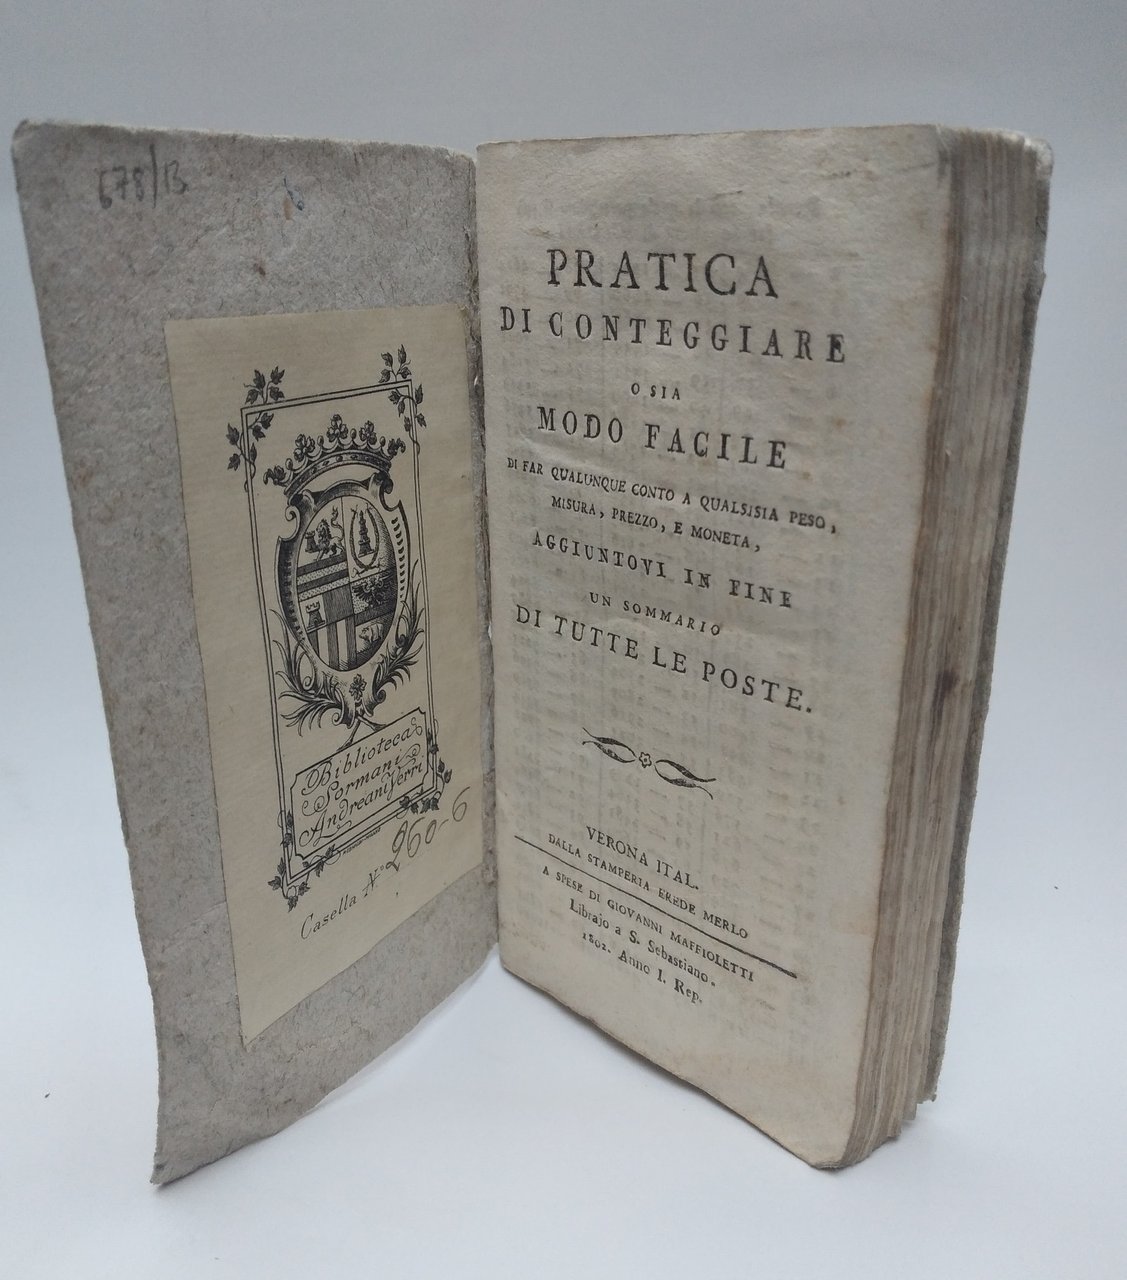 678/B
Biblioteca
Sormani
Andreani Verri
Casella N° 260-6
PRATICA
DI CONTEGGIARE
O SIA
MODO FACILE
DI FAR QUALUNQUE CONTO A QUALSISIA PESO,
MISURA, PREZZO, E MONETA,
AGGIUNTOVI IN FINE
UN SOMMARIO
DI TUTTE LE POSTE.
VERONA ITAL.
DALLA STAMPERIA EREDE MERLO
A SPESE DI GIOVANNI MAFFIOLETTI
Librajo a S. Sebastiano.
1802. Anno I. Rep.